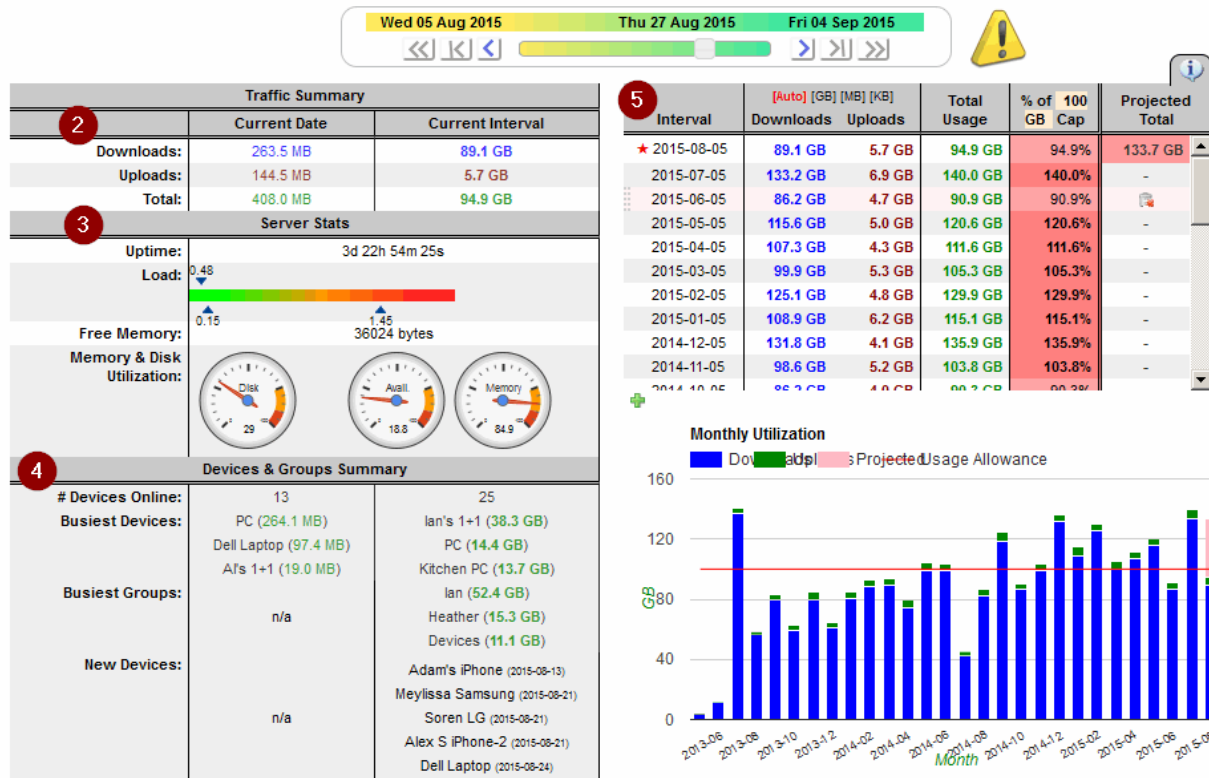 Wed 05 Aug 2015 Thu 27 Aug 2015 Fri 04 Sep 2015
Traffic Summary
2 Current Date Current Interval
Downloads: 263.5 MB 89.1 GB
Uploads: 144.5 MB 5.7 GB
Total: 408.0 MB 94.9 GB
3 Server Stats
Uptime: 3d 22h 54m 25s
Load: 0.48
0.15 1.45
Free Memory: 36024 bytes
Memory & Disk
Utilization:
Disk Avail. Memory
29 18.8 84.9
4 Devices & Groups Summary
# Devices Online: 13 25
Busiest Devices: PC (264.1 MB) Ian's 1+1 (38.3 GB)
Dell Laptop (97.4 MB) PC (14.4 GB)
Al's 1+1 (19.0 MB) Kitchen PC (13.7 GB)
Busiest Groups: Ian (52.4 GB)
n/a Heather (15.3 GB)
Devices (11.1 GB)
New Devices: Adam's iPhone (2015-08-13)
Meylissa Samsung (2015-08-21)
n/a Soren LG (2015-08-21)
Alex S iPhone-2 (2015-08-21)
Dell Laptop (2015-08-24)
5 [Auto] [GB] [MB] [KB] Total % of 100 Projected
Interval Downloads Uploads Usage GB Cap Total
2015-08-05 89.1 GB 5.7 GB 94.9 GB 94.9% 133.7 GB
2015-07-05 133.2 GB 6.9 GB 140.0 GB 140.0% -
2015-06-05 86.2 GB 4.7 GB 90.9 GB 90.9%
2015-05-05 115.6 GB 5.0 GB 120.6 GB 120.6% -
2015-04-05 107.3 GB 4.3 GB 111.6 GB 111.6% -
2015-03-05 99.9 GB 5.3 GB 105.3 GB 105.3% -
2015-02-05 125.1 GB 4.8 GB 129.9 GB 129.9% -
2015-01-05 108.9 GB 6.2 GB 115.1 GB 115.1% -
2014-12-05 131.8 GB 4.1 GB 135.9 GB 135.9% -
2014-11-05 98.6 GB 5.2 GB 103.8 GB 103.8% -
Monthly Utilization
Projected Usage Allowance
160
120
80
40
0
GB
2013-06 2013-08 2013-10 2013-12 2014-02 2014-04 2014-06 2014-08 2014-10 2014-12 2015-02 2015-04 2015-06
Month